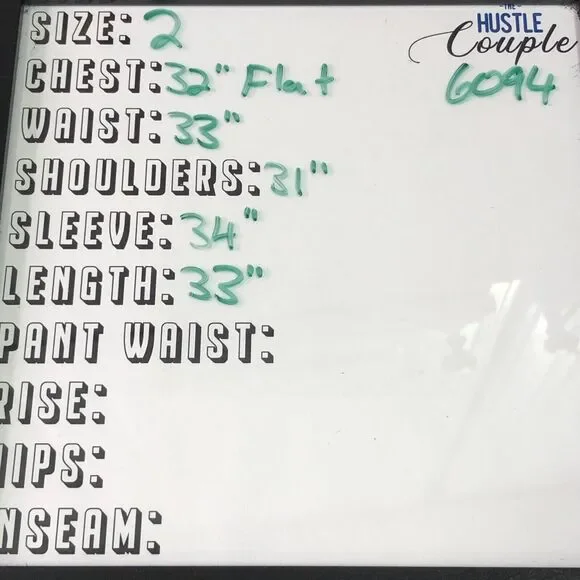 THE
HUSTLE
Couple
6094
SIZE: 2
CHEST: 32" Flat
WAIST: 33"
SHOULDERS: 31"
SLEEVE: 34"
LENGTH: 33"
PANT WAIST:
RISE:
HIPS:
NSEAM: